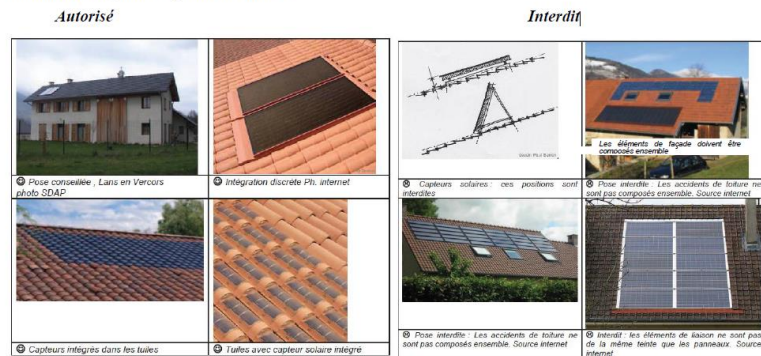 Autorisé
Interdit
Les éléments de façade doivent être
composés ensemble
☺ Pose conseillée , Lans en Vercors
photo SDAP
☺ Intégration discrète Ph. internet
☹ Capteurs solaires: ces positions sont
interdites
☹ Pose interdite : Les accidents de toiture ne
sont pas composés ensemble. Source internet
☺ Capteurs intégrés dans les tuiles
☺ Tuiles avec capteur solaire intégré
☹ Pose interdite : Les accidents de toiture ne
sont pas composés ensemble. Source internet
☹ Interdit : les éléments de liaison ne sont pas
de la même teinte que les panneaux. Source
internet